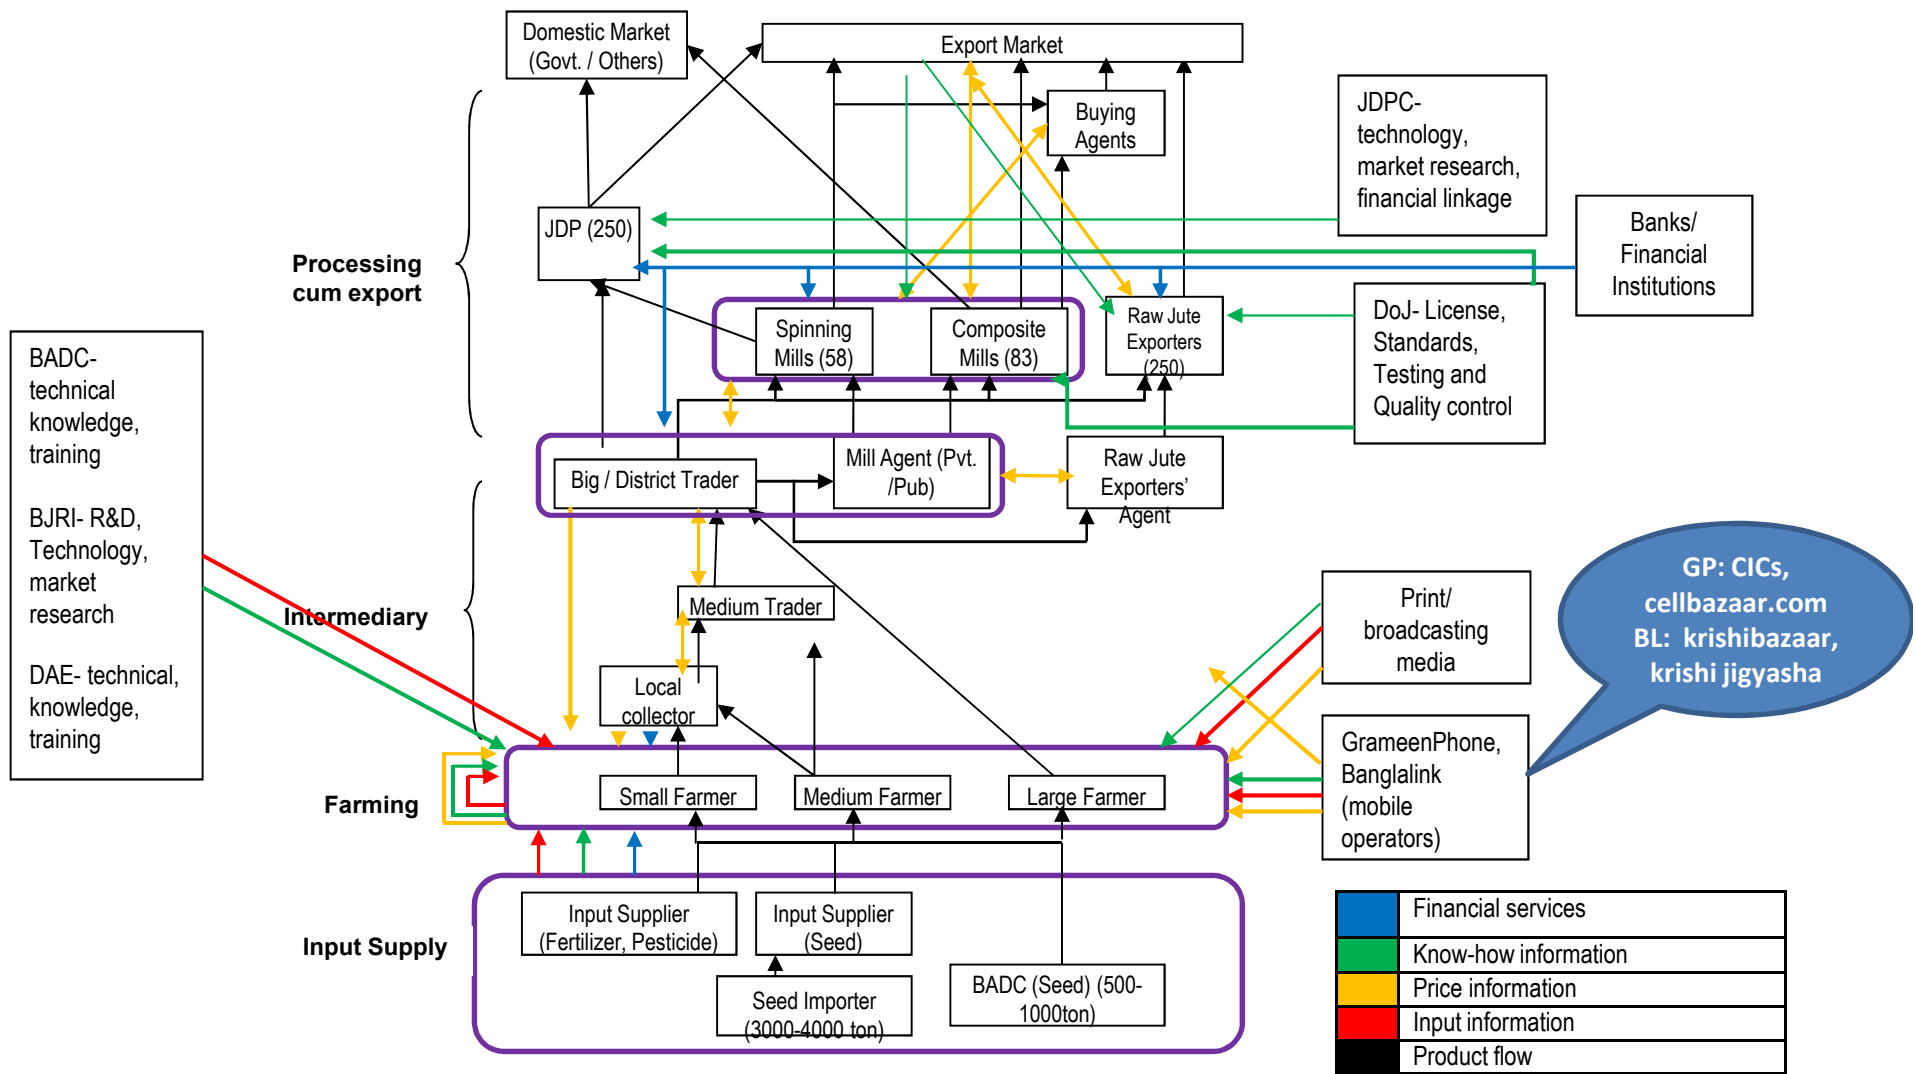 Domestic Market
(Govt. / Others)
Export Market
Buying
Agents
JDPC-
technology,
market research,
financial linkage
Banks/
Financial
Institutions
JDP (250)
Processing
cum export
Spinning
Mills (58)
Composite
Mills (83)
Raw Jute
Exporters
(250)
DoJ- License,
Standards,
Testing and
Quality control
BADC-
technical
knowledge,
training
BJRI- R&D,
Technology,
market
research
DAE- technical,
knowledge,
training
Big / District Trader
Mill Agent (Pvt.
/Pub)
Raw Jute
Exporters'
Agent
Intermediary
Medium Trader
Local
collector
Print/
broadcasting
media
GP: CICs,
cellbazaar.com
BL: krishibazaar,
krishi jigyasha
GrameenPhone,
Banglalink
(mobile
operators)
Farming
Small Farmer
Medium Farmer
Large Farmer
Input Supply
Input Supplier
(Fertilizer, Pesticide)
Input Supplier
(Seed)
Seed Importer
(3000-4000 ton)
BADC (Seed) (500-
1000ton)
Financial services
Know-how information
Price information
Input information
Product flow